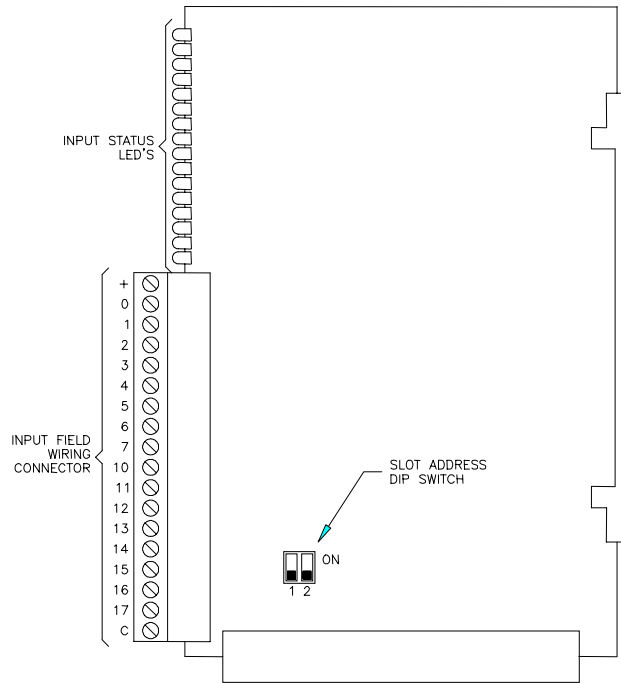 INPUT STATUS
LED'S
+
0
1
2
3
4
5
6
7
10
11
12
13
14
15
16
17
C
INPUT FIELD
WIRING
CONNECTOR
SLOT ADDRESS
DIP SWITCH
ON
1 2